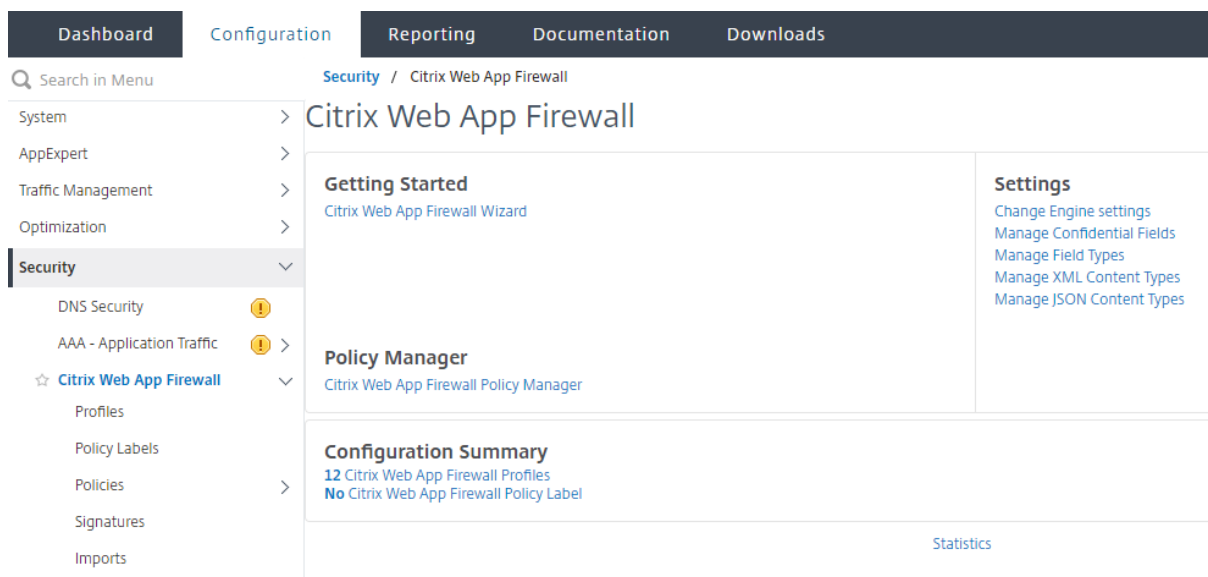 Dashboard Configuration Reporting Documentation Downloads
Search in Menu
System
AppExpert
Traffic Management
Optimization
Security
DNS Security
AAA - Application Traffic
Citrix Web App Firewall
Profiles
Policy Labels
Policies
Signatures
Imports
Security / Citrix Web App Firewall
Citrix Web App Firewall
Getting Started
Citrix Web App Firewall Wizard
Policy Manager
Citrix Web App Firewall Policy Manager
Settings
Change Engine settings
Manage Confidential Fields
Manage Field Types
Manage XML Content Types
Manage JSON Content Types
Configuration Summary
12 Citrix Web App Firewall Profiles
No Citrix Web App Firewall Policy Label
Statistics